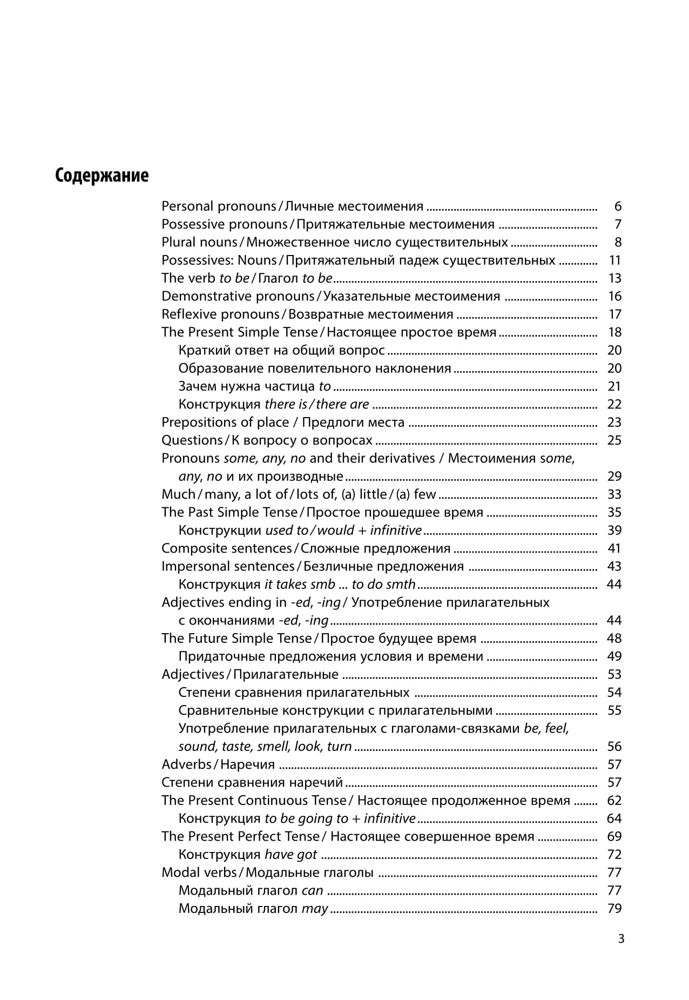 Содержание
Personal pronouns / Личные местоимения ........ 6
Possessive pronouns / Притяжательные местоимения ........ 7
Plural nouns / Множественное число существительных ........ 8
Possessives: Nouns / Притяжательный падеж существительных ........ 11
The verb to be / Глагол to be ........ 13
Demonstrative pronouns / Указательные местоимения ........ 16
Reflexive pronouns / Возвратные местоимения ........ 17
The Present Simple Tense / Настоящее простое время ........ 18
Краткий ответ на общий вопрос ........ 20
Образование повелительного наклонения ........ 20
Зачем нужна частица to ........ 21
Конструкция there is / there are ........ 22
Prepositions of place / Предлоги места ........ 23
Questions / К вопросу о вопросах ........ 25
Pronouns some, any, no and their derivatives / Местоимения some,
any, no и их производные ........ 29
Much / many, a lot of / lots of, (a) little / (a) few ........ 33
The Past Simple Tense / Простое прошедшее время ........ 35
Конструкции used to / would + infinitive ........ 39
Composite sentences / Сложные предложения ........ 41
Impersonal sentences / Безличные предложения ........ 43
Конструкция it takes smb ... to do smth ........ 44
Adjectives ending in -ed, -ing / Употребление прилагательных
с окончаниями -ed, -ing ........ 44
The Future Simple Tense / Простое будущее время ........ 48
Придаточные предложения условия и времени ........ 49
Adjectives / Прилагательные ........ 53
Степени сравнения прилагательных ........ 54
Сравнительные конструкции с прилагательными ........ 55
Употребление прилагательных с глаголами-связками be, feel,
sound, taste, smell, look, turn ........ 56
Adverbs / Наречия ........ 57
Степени сравнения наречий ........ 57
The Present Continuous Tense / Настоящее продолженное время ........ 62
Конструкция to be going to + infinitive ........ 64
The Present Perfect Tense / Настоящее совершенное время ........ 69
Конструкция have got ........ 72
Modal verbs / Модальные глаголы ........ 77
Модальный глагол can ........ 77
Модальный глагол may ........ 79
3